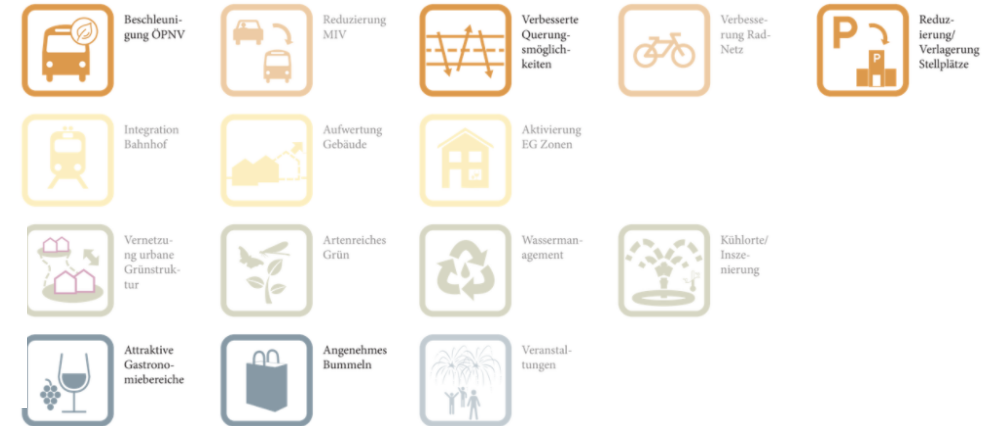 Beschleuni-
gung ÖPNV
Reduzierung
MIV
Verbesserte
Querung-
smöglich-
keiten
Verbesse-
rung Rad-
Netz
P
P
Reduz-
ierung/
Verlagerung
Stellplätze
Integration
Bahnhof
Aufwertung
Gebäude
Aktivierung
EG Zonen
Vernetzu-
ng urbane
Grünstruk-
tur
Artenreiches
Grün
Wasserman-
agement
Kühlorte/
Insze-
nierung
Attraktive
Gastrono-
miebereiche
Angenehmes
Bummeln
Veranstal-
tungen